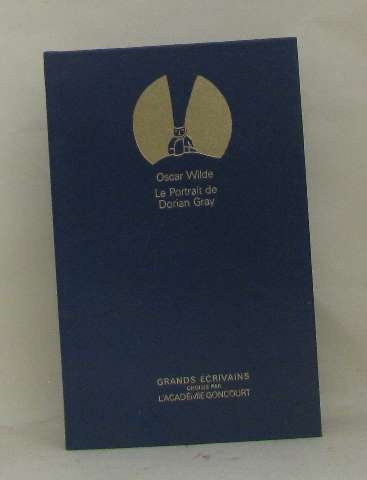 Oscar Wilde
Le Portrait de
Dorian Gray
GRANDS ÉCRIVAINS
CHOISIS PAR
L'ACADÉMIE GONCOURT